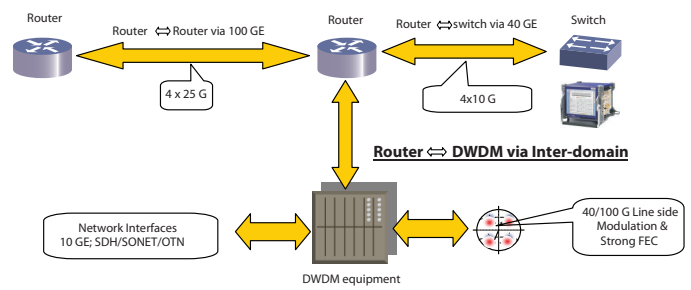 Router
Router ⇔ Router via 100 GE
Router
Router ⇔ switch via 40 GE
Switch
4 x 25 G
4x10 G
Router ⇔ DWDM via Inter-domain
Network Interfaces
10 GE; SDH/SONET/OTN
40/100 G Line side
Modulation &
Strong FEC
DWDM equipment